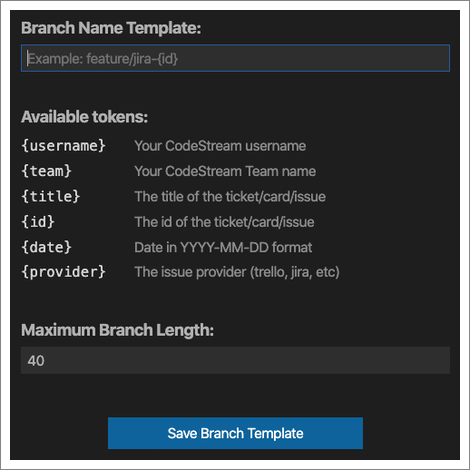 Branch Name Template:
Example: feature/jira-{id}
Available tokens:
{username} Your CodeStream username
{team} Your CodeStream Team name
{title} The title of the ticket/card/issue
{id} The id of the ticket/card/issue
{date} Date in YYYY-MM-DD format
{provider} The issue provider (trello, jira, etc)
Maximum Branch Length:
40
Save Branch Template